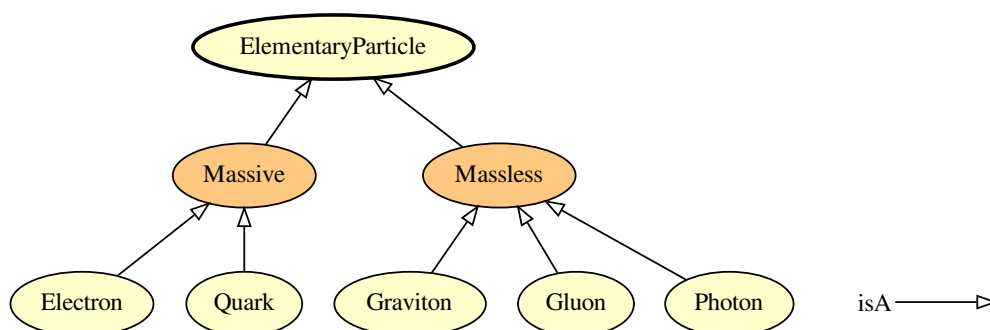 ElementaryParticle
Massive
Massless
Electron
Quark
Graviton
Gluon
Photon
isA